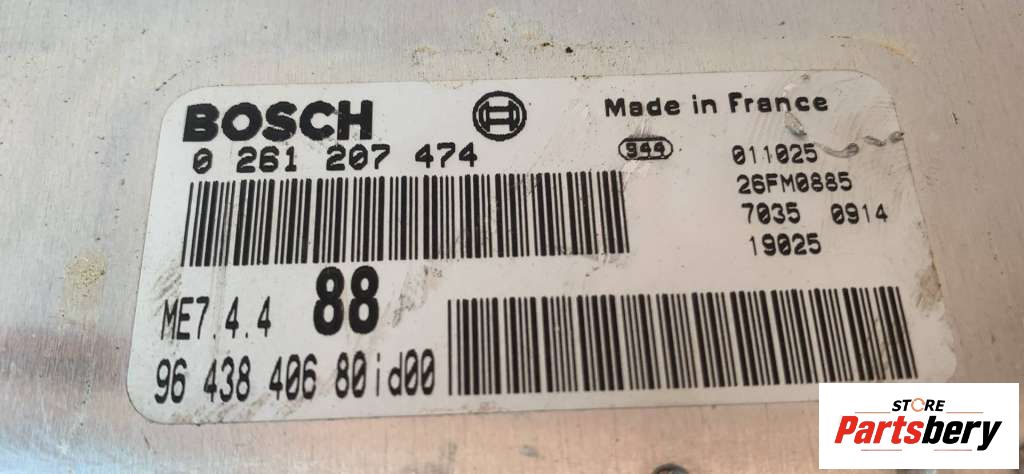 BOSCH
0 261 207 474
Made in France
944
011025
26FM0885
7035 0914
19025
ME7.4.4 88
96 438 406 80id00
STORE
Partsbery